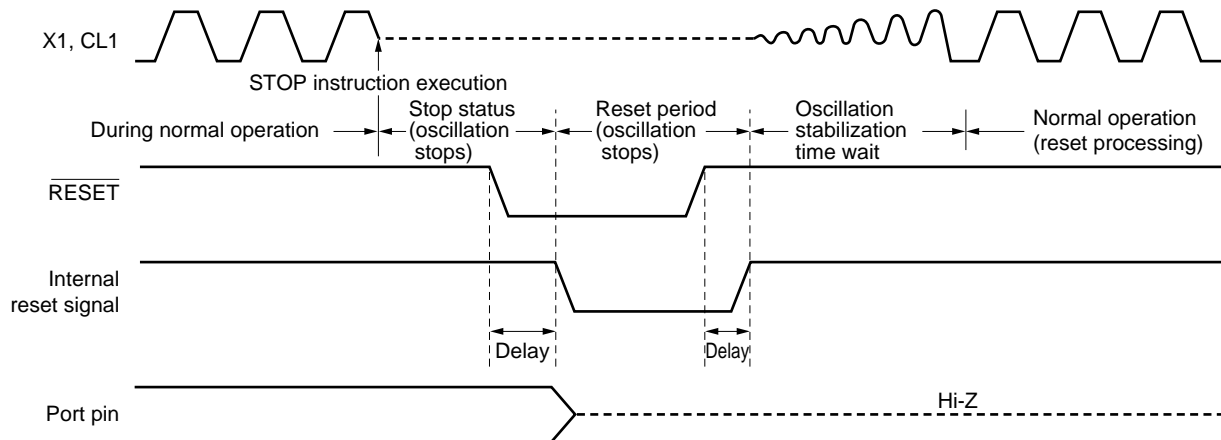 X1, CL1
STOP instruction execution
During normal operation
Stop status
(oscillation
stops)
Reset period
(oscillation
stops)
Oscillation
stabilization
time wait
Normal operation
(reset processing)
RESET
Internal
reset signal
Delay
Delay
Hi-Z
Port pin